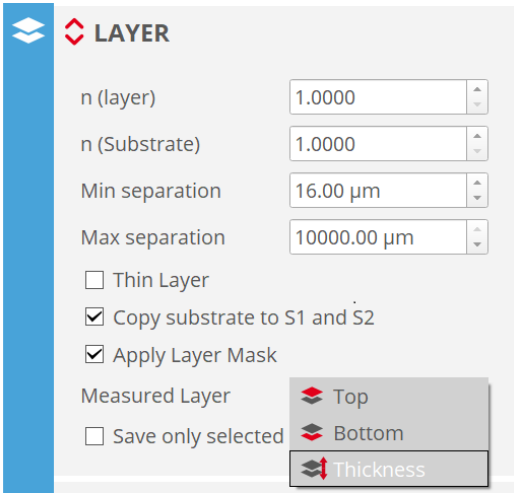 LAYER
n (layer) 1.0000
n (Substrate) 1.0000
Min separation 16.00 µm
Max separation 10000.00 µm
Thin Layer
Copy substrate to S1 and S2
Apply Layer Mask
Measured Layer Top
Bottom
Save only selected
Thickness